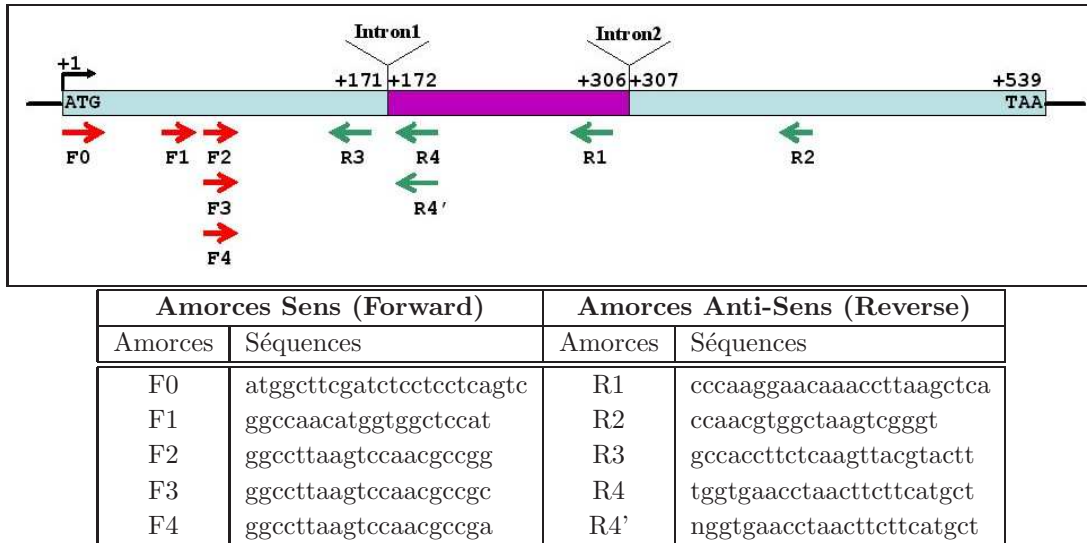 Intron1 Intron2
+1 +171 +172 +306 +307 +539
ATG TAA
F0 F1 F2 R3 R4 R1 R2
F3 R4'
F4
Amorces Sens (Forward) Amorces Anti-Sens (Reverse)
Amorces Séquences Amorces Séquences
F0 atggcttcgatctcctcctcagtc R1 cccaaggaacaaaccttaagctca
F1 ggccaacatggtggctccat R2 ccaacgtggctaagtcgggt
F2 ggccttaagtccaacgccgg R3 gccaccttctcaagttacgtactt
F3 ggccttaagtccaacgccgc R4 tggtgaacctaacttcttcatgct
F4 ggccttaagtccaacgccga R4’ nggtgaacctaacttcttcatgct